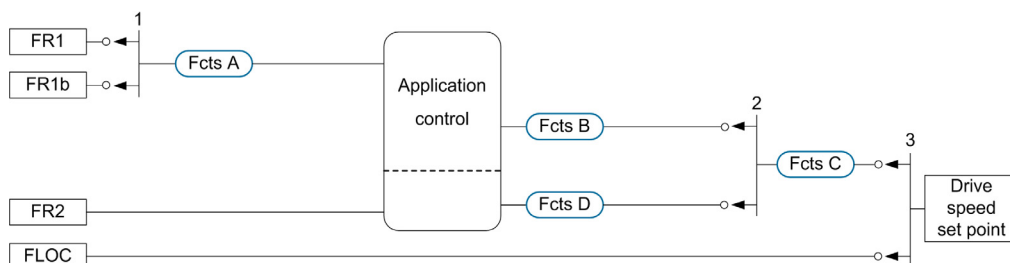 1
FR1
Fcts A
FR1b
Application
control
Fcts B
2
Fcts C
3
Drive
speed
set point
Fcts D
FR2
FLOC